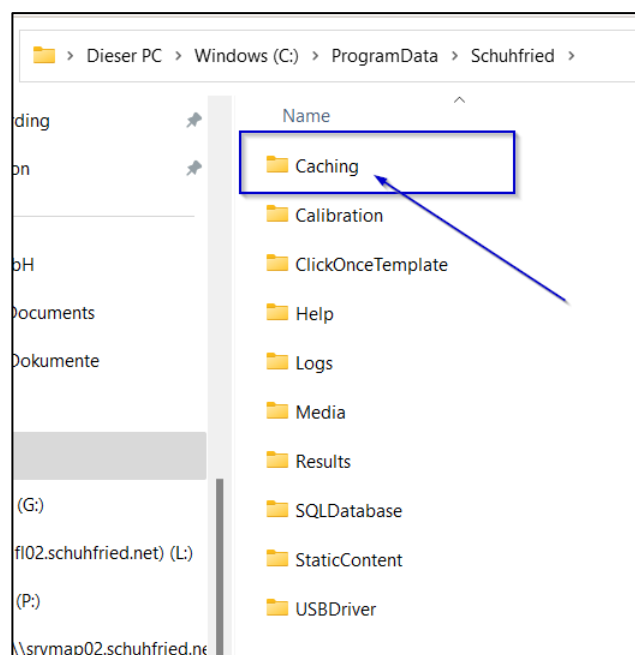 > Dieser PC > Windows (C:) > ProgramData > Schuhfried >
Name
Caching
Calibration
ClickOnceTemplate
Help
Logs
Media
Results
SQLDatabase
StaticContent
USBDriver
ding
on
bH
Documents
Dokumente
(G:)
fl02.schuhfried.net) (L:)
(P:)
\\srvmap02.schuhfried.ne